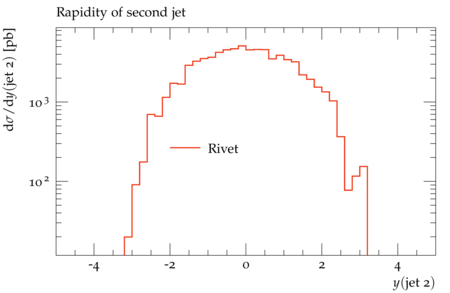 Rapidity of second jet
dσ/dy(jet 2) [pb]
10³
10²
Rivet
-4 -2 0 2 4
y(jet 2)